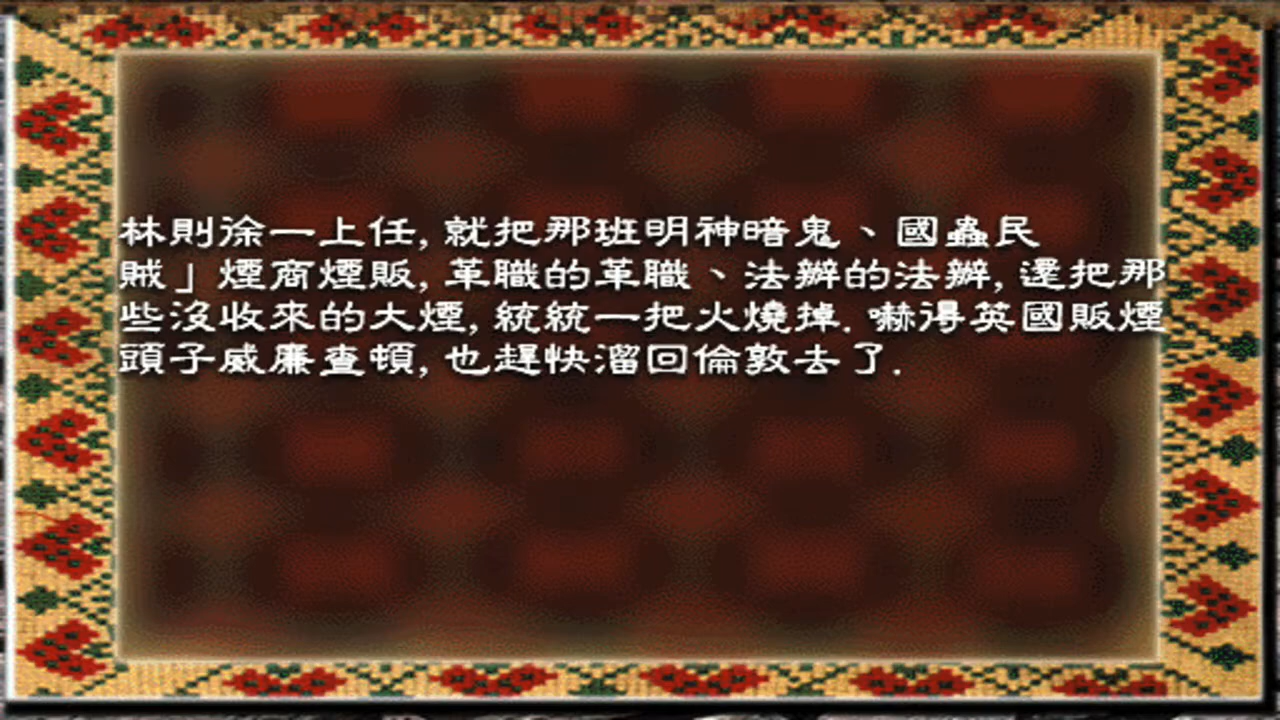 林則徐一上任, 就把那班明神暗鬼、國蟲民
賊」煙商煙販, 革職的革職、法辦的法辦, 還把那
些沒收來的大煙, 統統一把火燒掉. 嚇得英國販煙
頭子威廉查頓, 也趕快溜回倫敦去了.